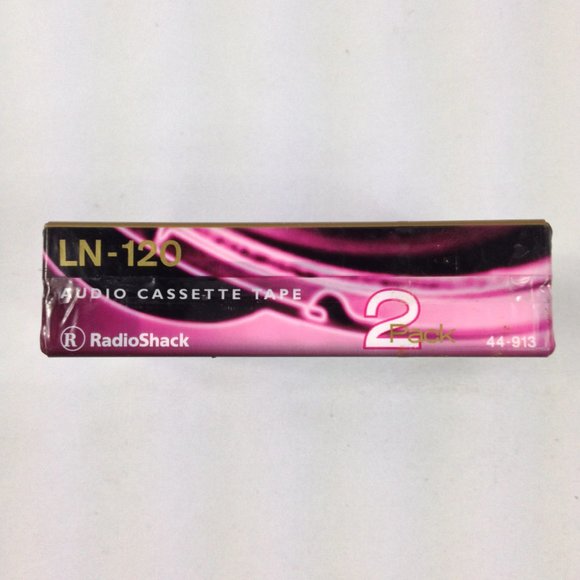 LN-120
AUDIO CASSETTE TAPE
2 Pack
R RadioShack
44-913